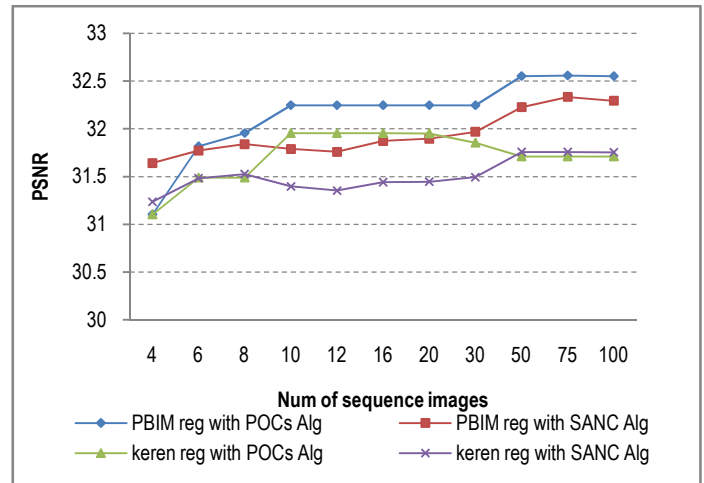 33
32.5
32
31.5
31
30.5
30
PSNR
4 6 8 10 12 16 20 30 50 75 100
Num of sequence images
PBIM reg with POCs Alg PBIM reg with SANC Alg
keren reg with POCs Alg keren reg with SANC Alg